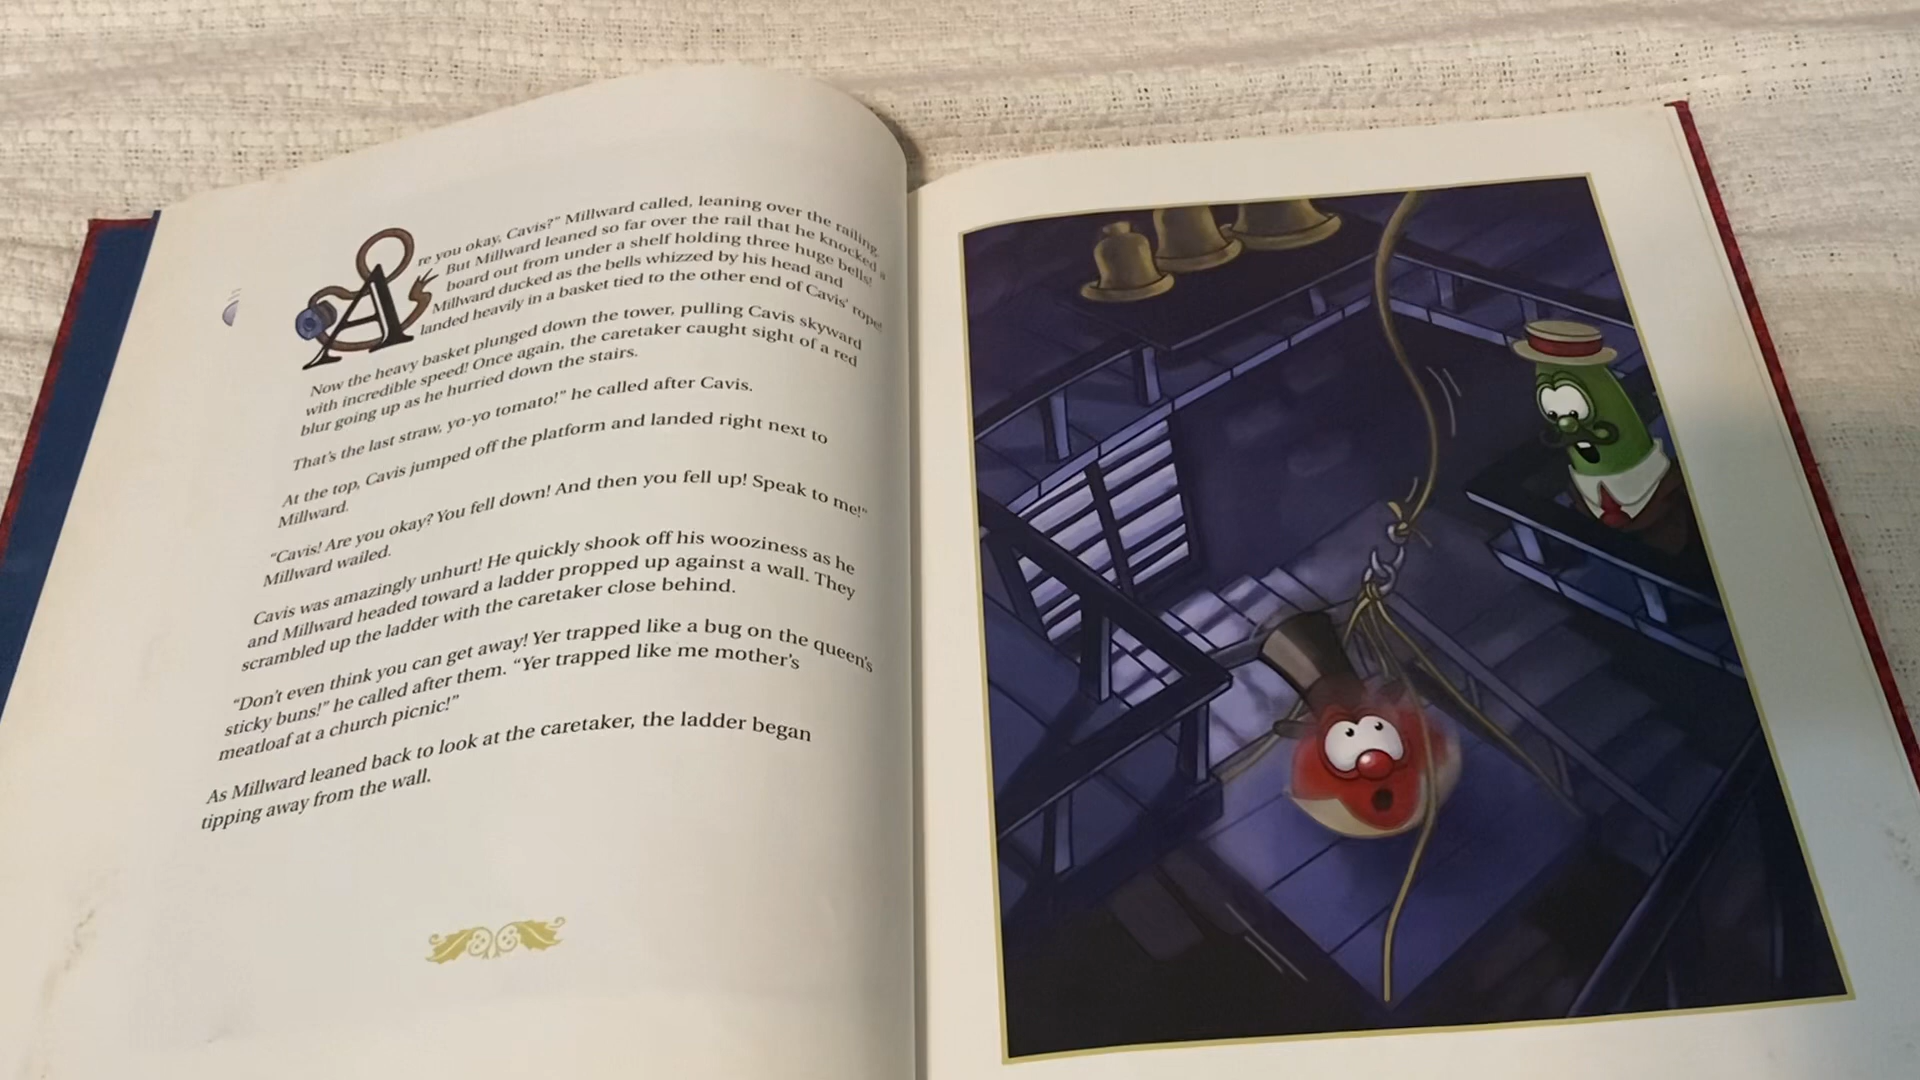 Are you okay, Cavis?" Millward called, leaning over the railing.
But Millward leaned so far over the rail that he knocked a
board out from under a shelf holding three huge bells!
Millward ducked as the bells whizzed by his head and
landed heavily in a basket tied to the other end of Cavis' rope!
Now the heavy basket plunged down the tower, pulling Cavis skyward
with incredible speed! Once again, the caretaker caught sight of a red
blur going up as he hurried down the stairs.
That's the last straw, yo-yo tomato!" he called after Cavis.
At the top, Cavis jumped off the platform and landed right next to
Millward.
"Cavis! Are you okay? You fell down! And then you fell up! Speak to me!"
Millward wailed.
Cavis was amazingly unhurt! He quickly shook off his wooziness as he
and Millward headed toward a ladder propped up against a wall. They
scrambled up the ladder with the caretaker close behind.
"Don't even think you can get away! Yer trapped like a bug on the queen's
sticky buns!" he called after them. "Yer trapped like me mother's
meatloaf at a church picnic!"
As Millward leaned back to look at the caretaker, the ladder began
tipping away from the wall.